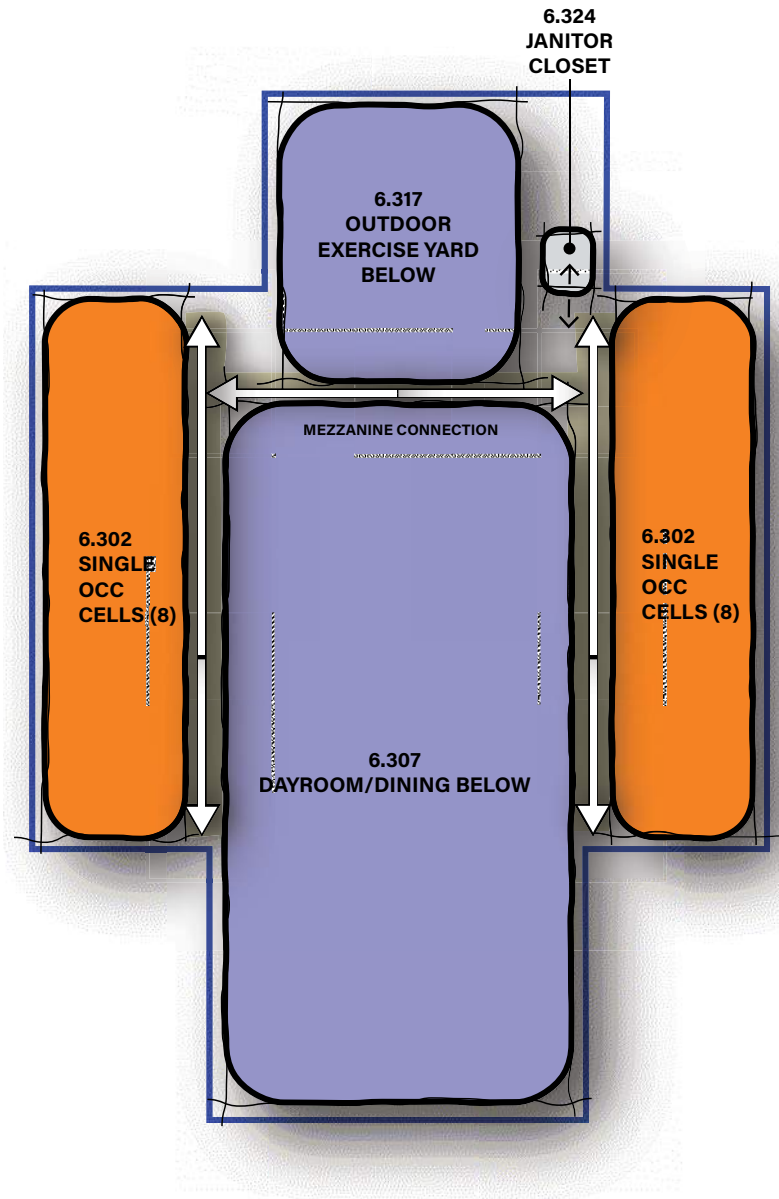 6.324
JANITOR
CLOSET
6.317
OUTDOOR
EXERCISE YARD
BELOW
MEZZANINE CONNECTION
6.302
SINGLE
OCC
CELLS (8)
6.302
SINGLE
OCC
CELLS (8)
6.307
DAYROOM/DINING BELOW